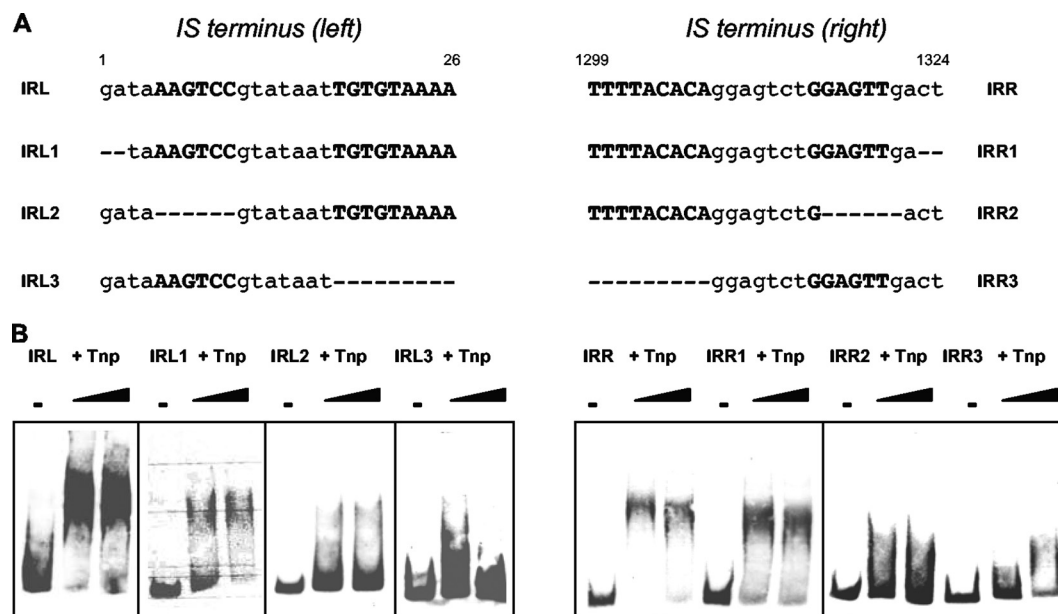 A
IS terminus (left) IS terminus (right)
1 26 1299 1324
IRL gataAAGTCCgtataatTGTGTAAAA TTTTACACAggagtctGGAGTTgact IRR
IRL1 --taAAGTCCgtataatTGTGTAAAA TTTTACACAggagtctGGAGTTga-- IRR1
IRL2 gata------gtataatTGTGTAAAA TTTTACACAggagtctG------act IRR2
IRL3 gataAAGTCCgtataat--------- ---------ggagtctGGAGTTgact IRR3
B
IRL + Tnp IRL1 + Tnp IRL2 + Tnp IRL3 + Tnp IRR + Tnp IRR1 + Tnp IRR2 + Tnp IRR3 + Tnp
- - - - - - - -